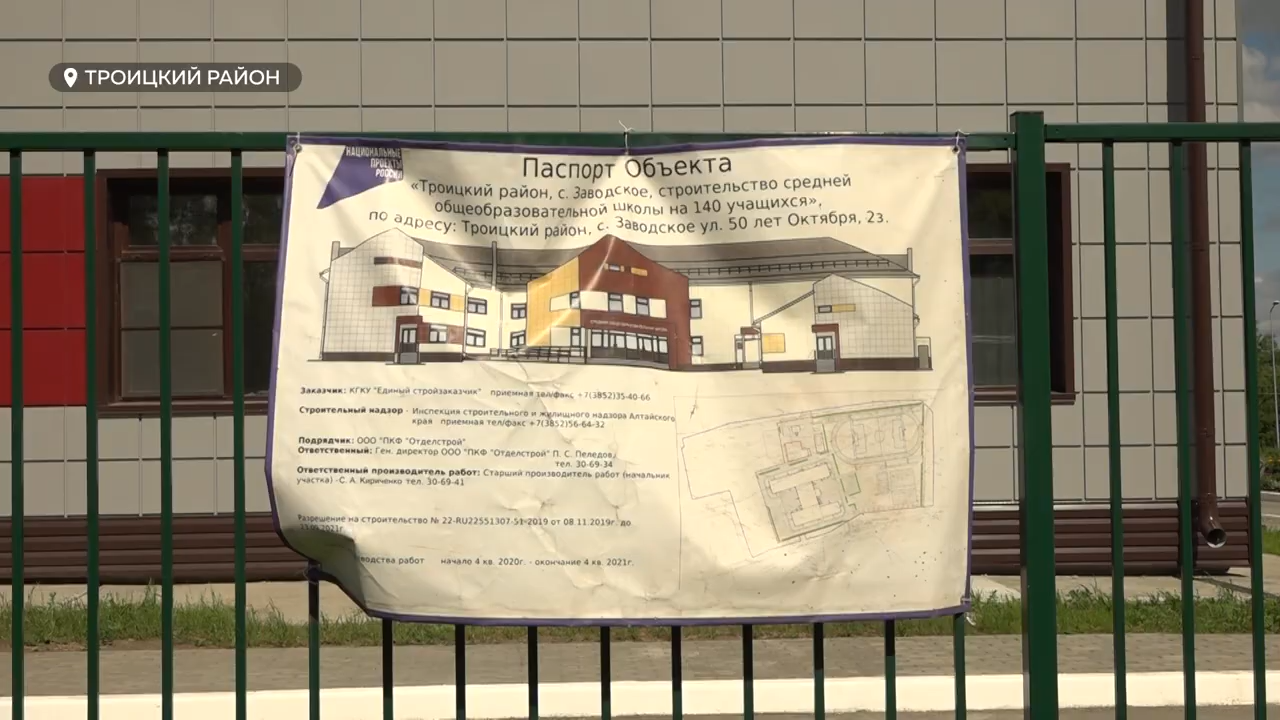 ТРОИЦКИЙ РАЙОН
НАЦИОНАЛЬНЫЕ
ПРОЕКТЫ
РОССИИ
Паспорт Объекта
«Троицкий район, с. Заводское, строительство средней
общеобразовательной школы на 140 учащихся»,
по адресу: Троицкий район, с. Заводское ул. 50 лет Октября, 2з.
СРЕДНЯЯ ОБЩЕОБРАЗОВАТЕЛЬНАЯ ШКОЛА
Заказчик: КГКУ "Единый стройзаказчик" приемная тел/факс +7(3852)35-40-66
Строительный надзор - Инспекция строительного и жилищного надзора Алтайского
края приемная тел/факс +7(3852)56-64-32
Подрядчик: ООО "ПКФ "Отделстрой"
Ответственный: Ген. директор ООО "ПКФ "Отделстрой" П. С. Пеледов,
тел. 30-69-34
Ответственный производитель работ: Старший производитель работ (начальник
участка) -С. А. Кириченко тел. 30-69-41
Разрешение на строительство № 22-RU22551307-51-2019 от 08.11.2019г. до
работ начало 4 кв. 2020г. - окончание 4 кв. 2021г.